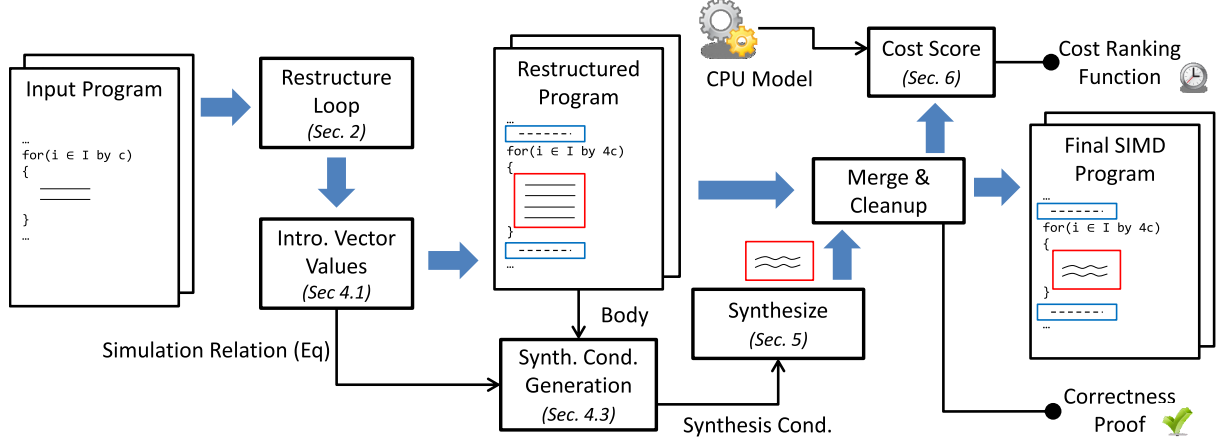 Input Program
…
for(i ∈ I by c)
{
}
…
Restructure
Loop
(Sec. 2)
Intro. Vector
Values
(Sec 4.1)
Simulation Relation (Eq)
Restructured
Program
…
for(i ∈ I by 4c)
{
}
…
Body
Synth. Cond.
Generation
(Sec. 4.3)
Synthesis Cond.
Synthesize
(Sec. 5)
CPU Model
Cost Score
(Sec. 6)
Cost Ranking
Function
Merge &
Cleanup
Final SIMD
Program
…
for(i ∈ I by 4c)
{
}
…
Correctness
Proof